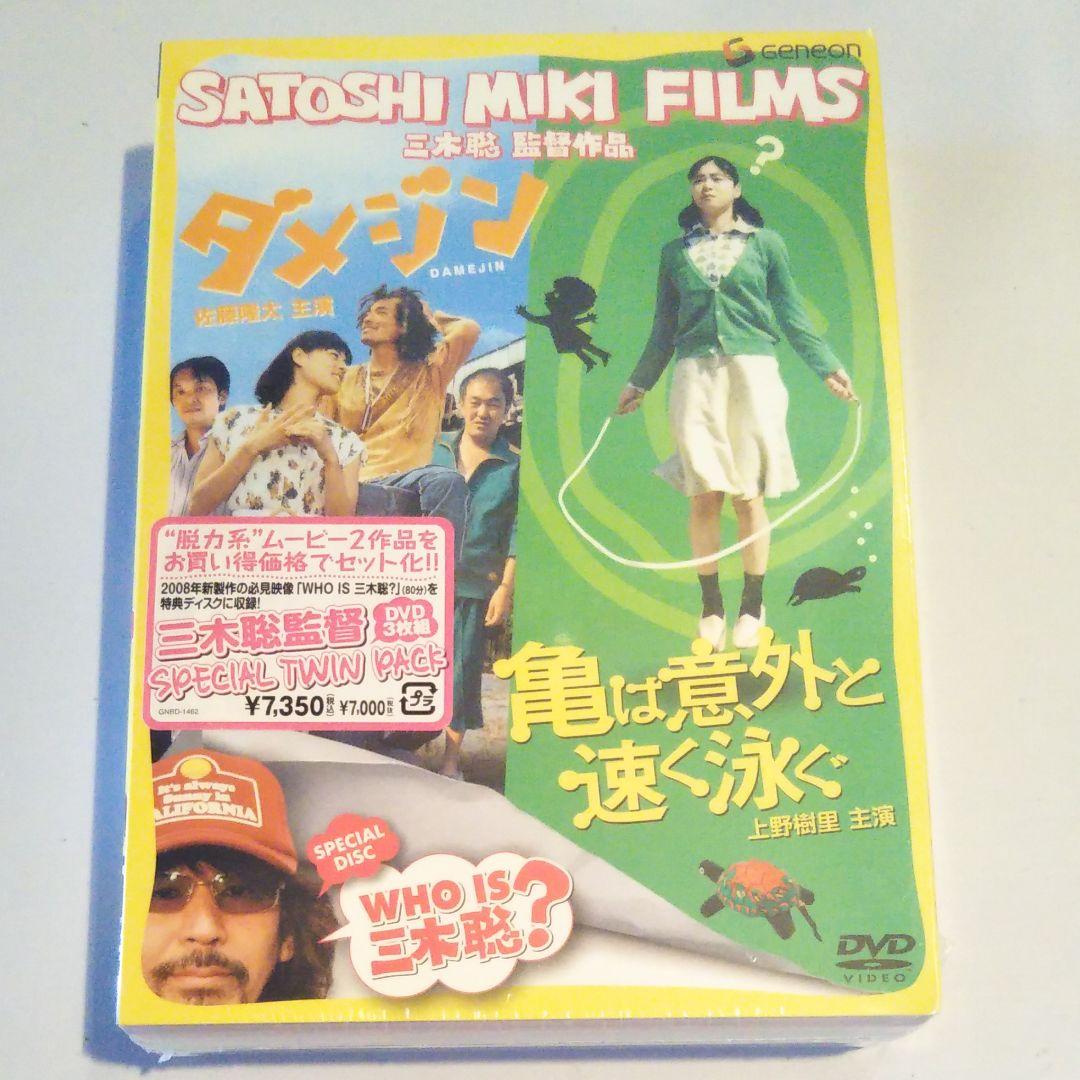 Geneon
SATOSHI MIKI FILMS
三木聡 監督作品
?
ダメジン
DAMEJIN
佐藤隆太 主演
“脱力系”ムービー2作品を
お買い得価格でセット化!!
2008年新製作の必見映像「WHO IS 三木聡?」(80分)を
特典ディスクに収録!
三木聡監督
DVD
3枚組
SPECIAL TWIN PACK
GNBD-1462
¥7,350(税込) ¥7,000(税抜)
プラ
亀は意外と
速く泳ぐ
上野樹里 主演
It's always
Sunny in
CALIFORNIA
SPECIAL
DISC
WHO IS
三木聡?
DVD
VIDEO